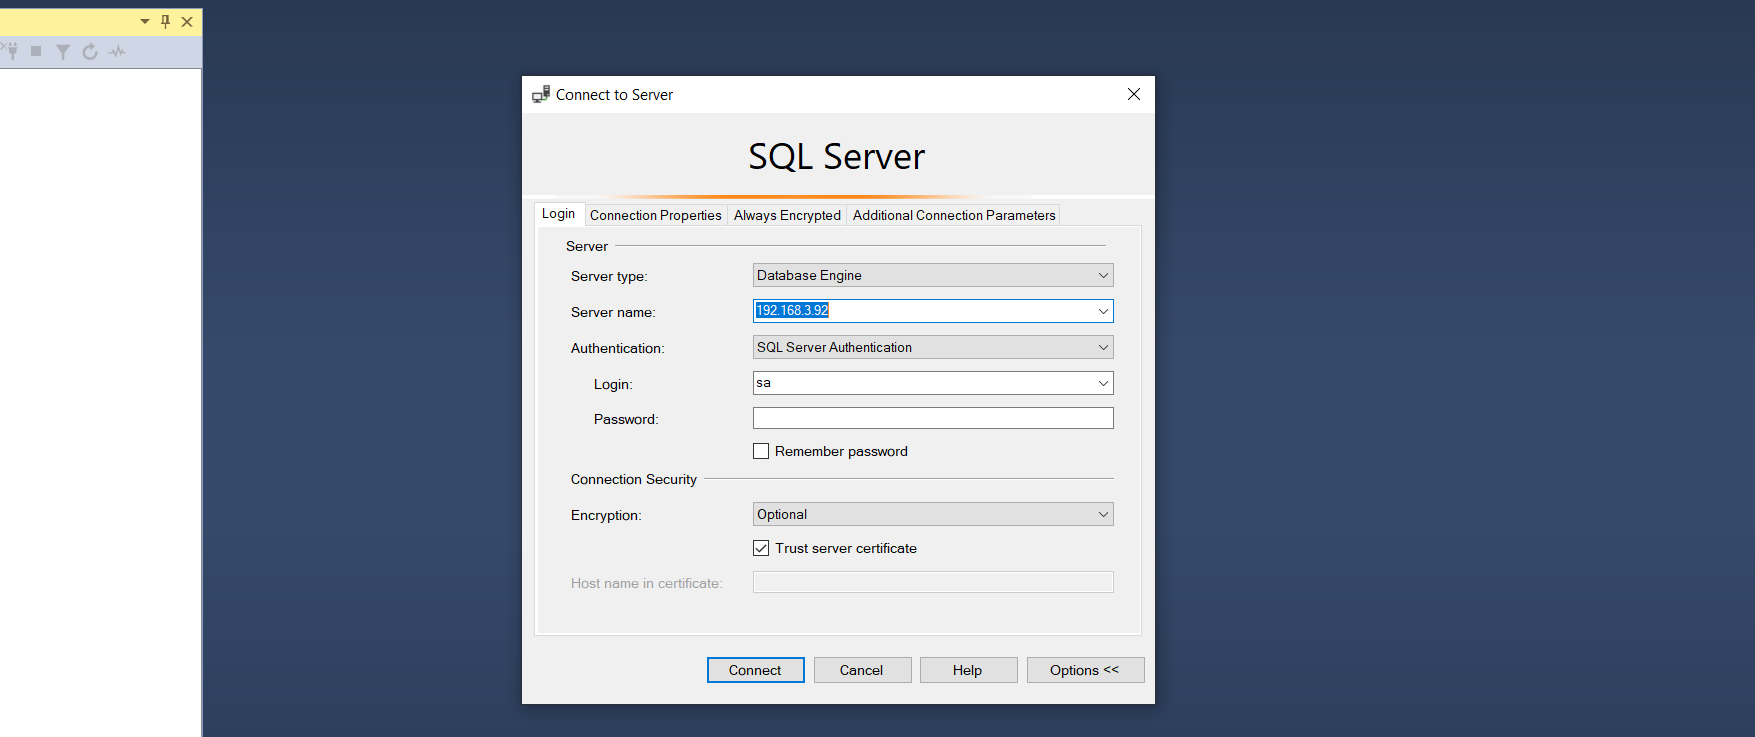 Connect to Server
SQL Server
Login
Connection Properties
Always Encrypted
Additional Connection Parameters
Server
Server type:
Database Engine
Server name:
192.168.3.92
Authentication:
SQL Server Authentication
Login:
sa
Password:
Remember password
Connection Security
Encryption:
Optional
Trust server certificate
Host name in certificate:
Connect
Cancel
Help
Options <<